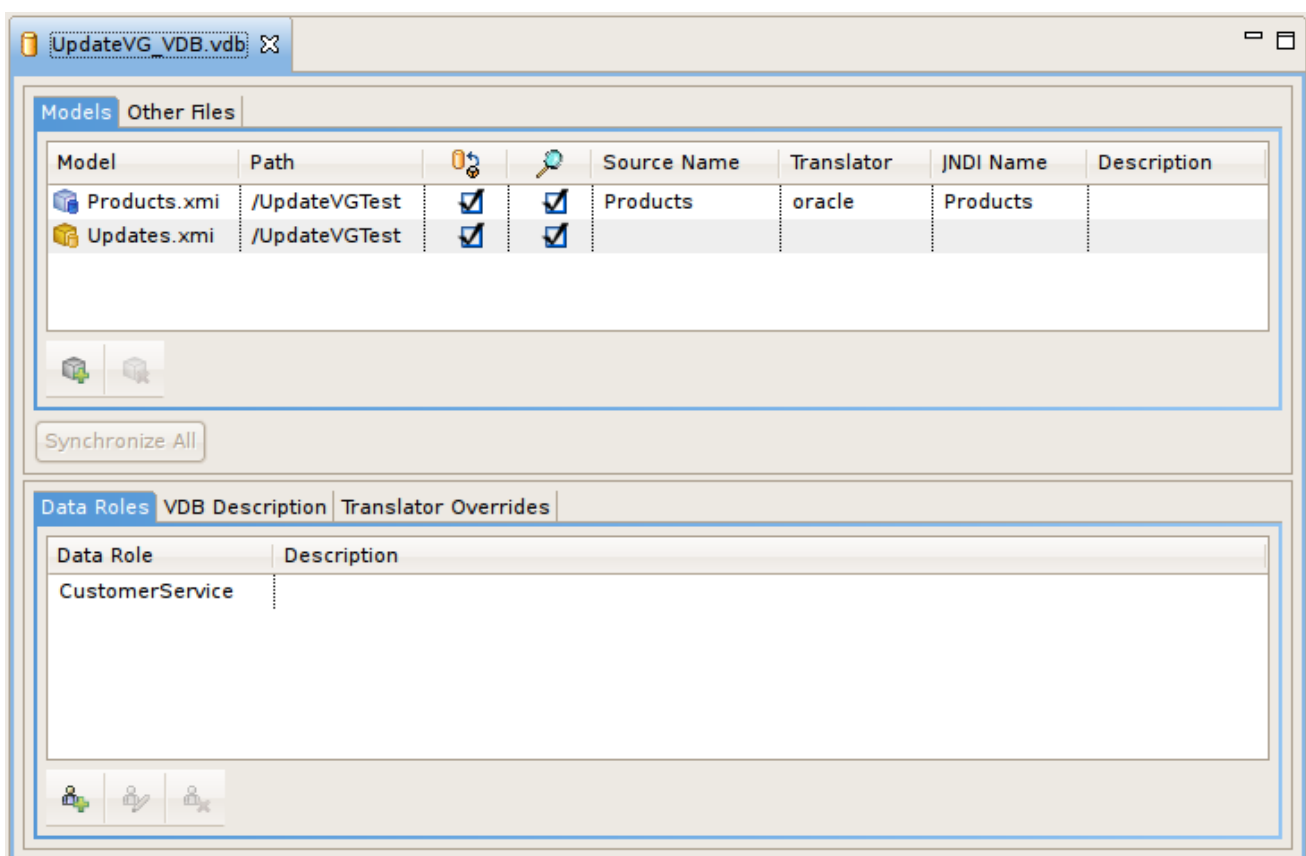 UpdateVG_VDB.vdb
Models Other Files
Model Path Source Name Translator JNDI Name Description
Products.xmi /UpdateVGTest Products oracle Products
Updates.xmi /UpdateVGTest
Synchronize All
Data Roles VDB Description Translator Overrides
Data Role Description
CustomerService